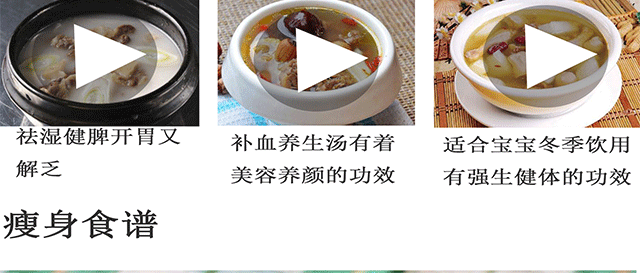 祛湿健脾开胃又
解乏
补血养生汤有着
美容养颜的功效
适合宝宝冬季饮用
有强生健体的功效
瘦身食谱